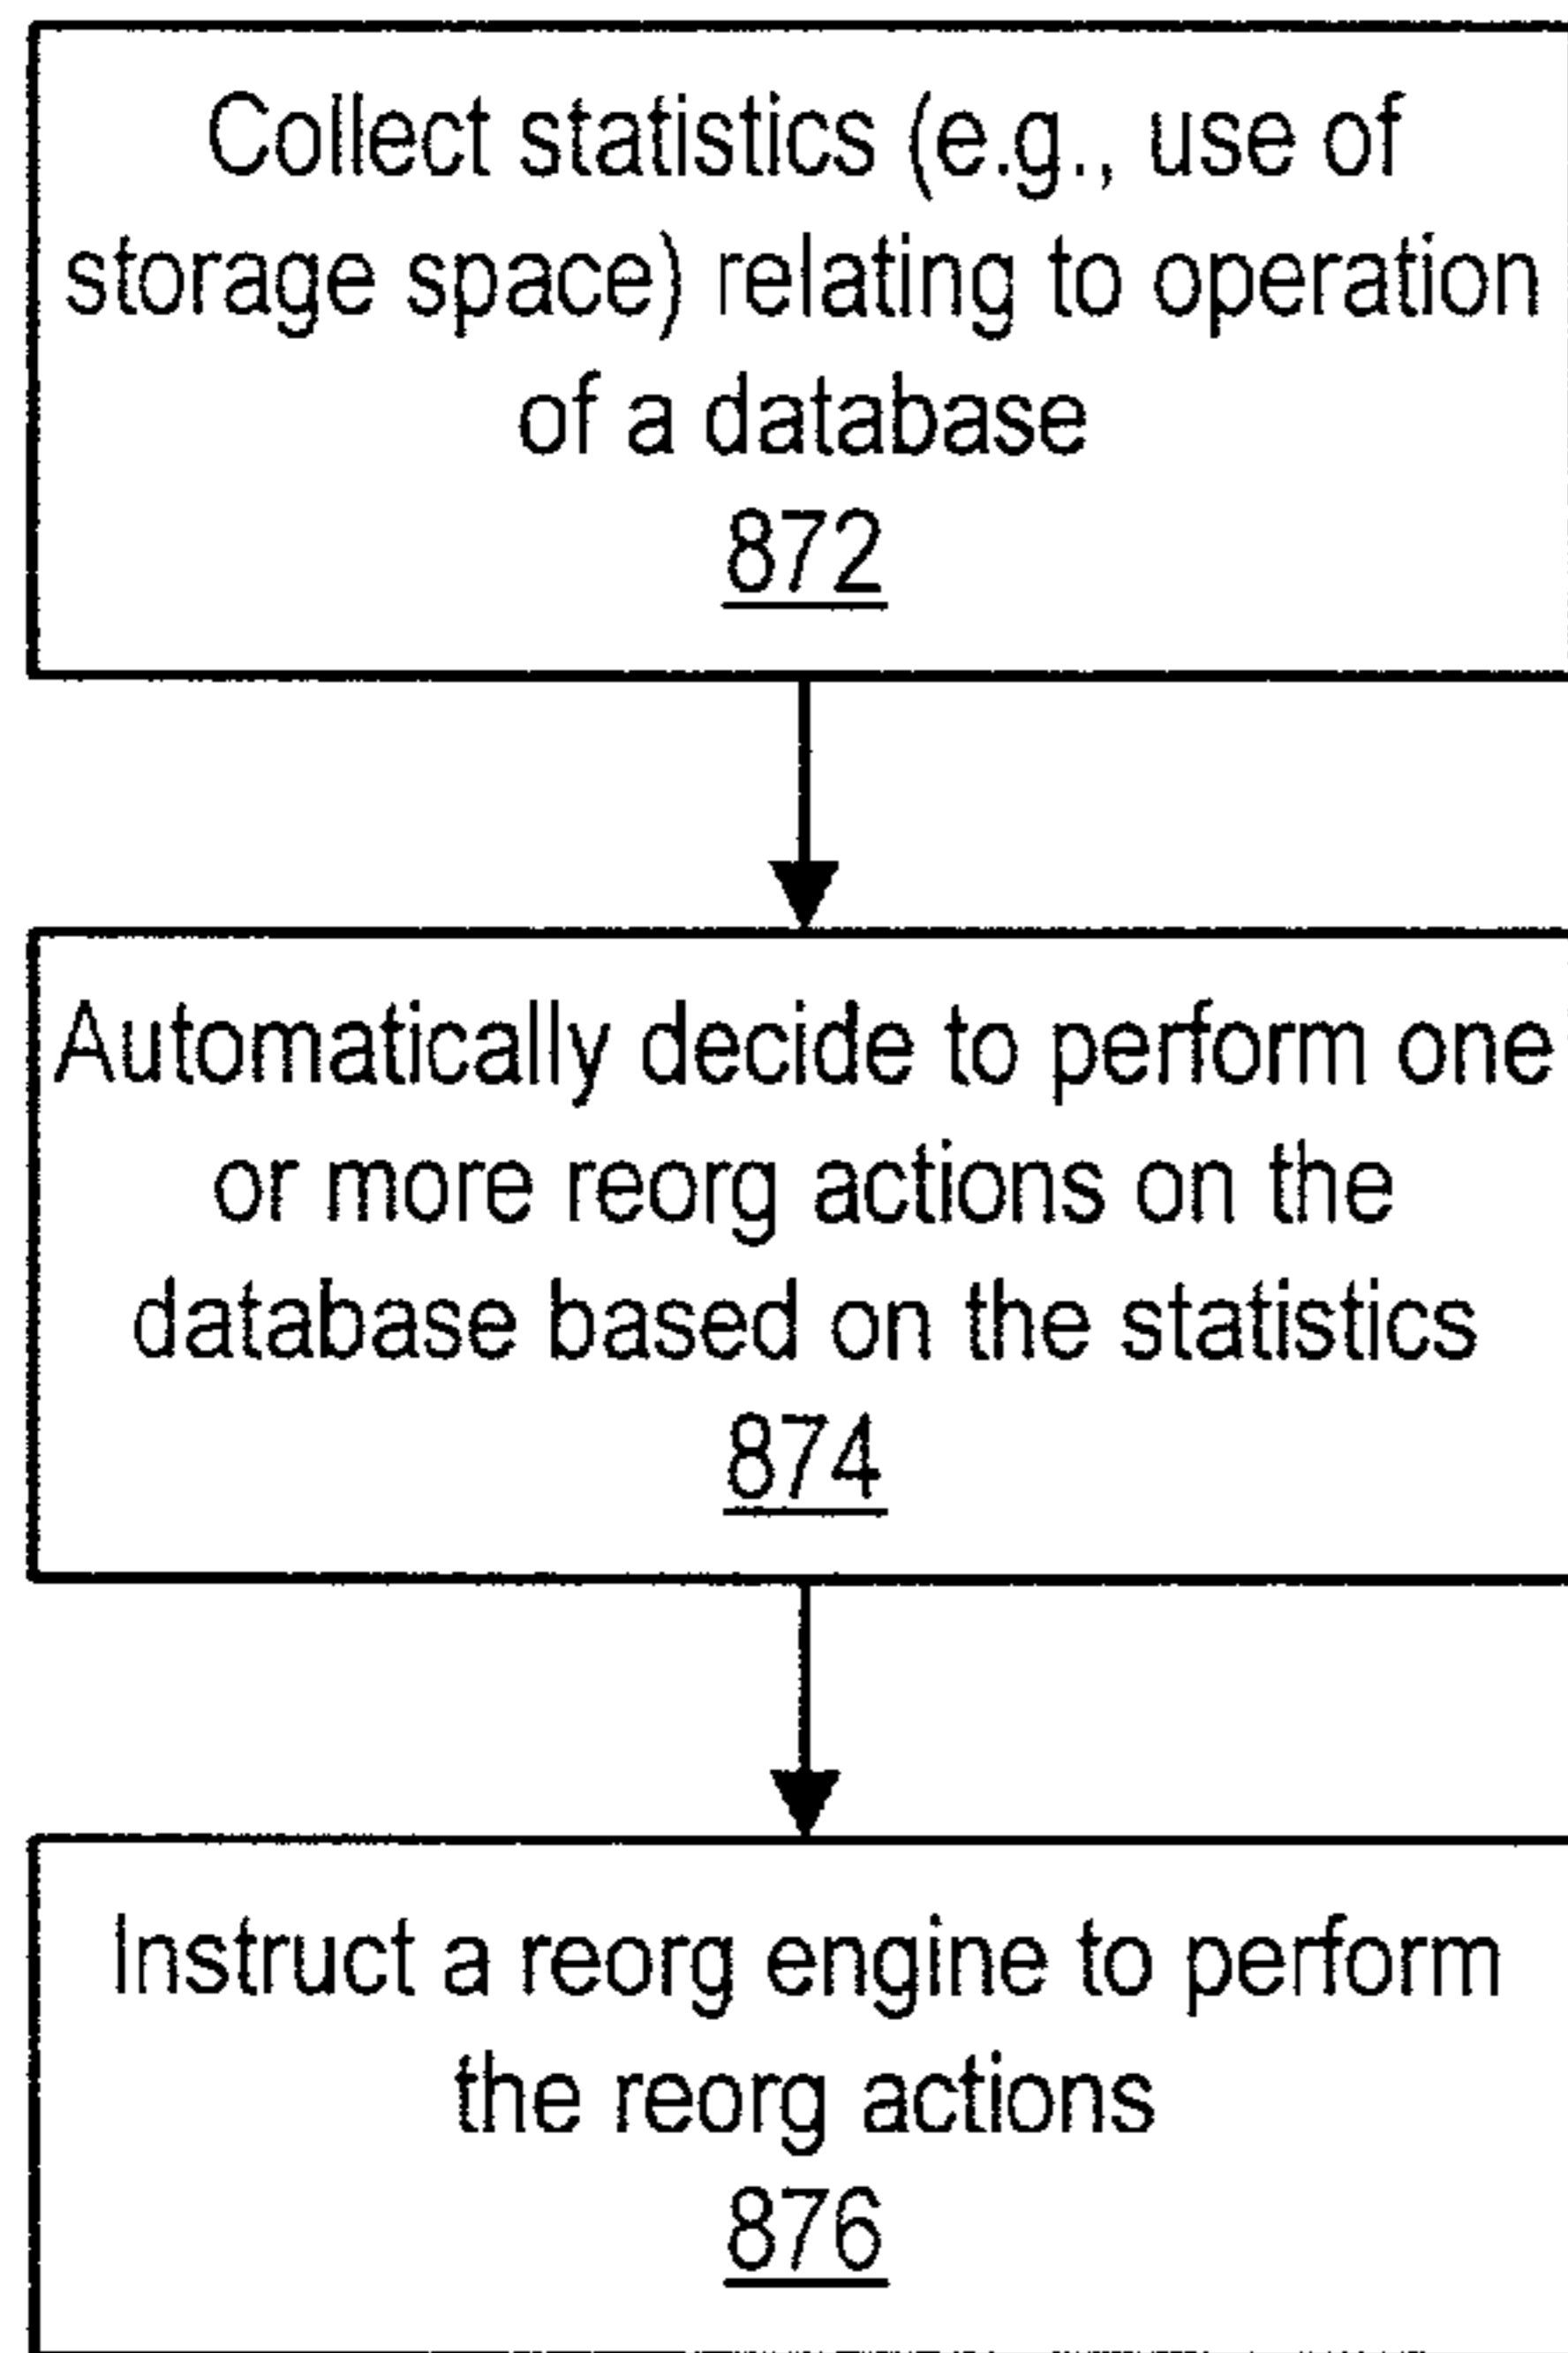 Collect statistics (e.g., use of
storage space) relating to operation
of a database
872
Automatically decide to perform one
or more reorg actions on the
database based on the statistics
874
Instruct a reorg engine to perform
the reorg actions
876